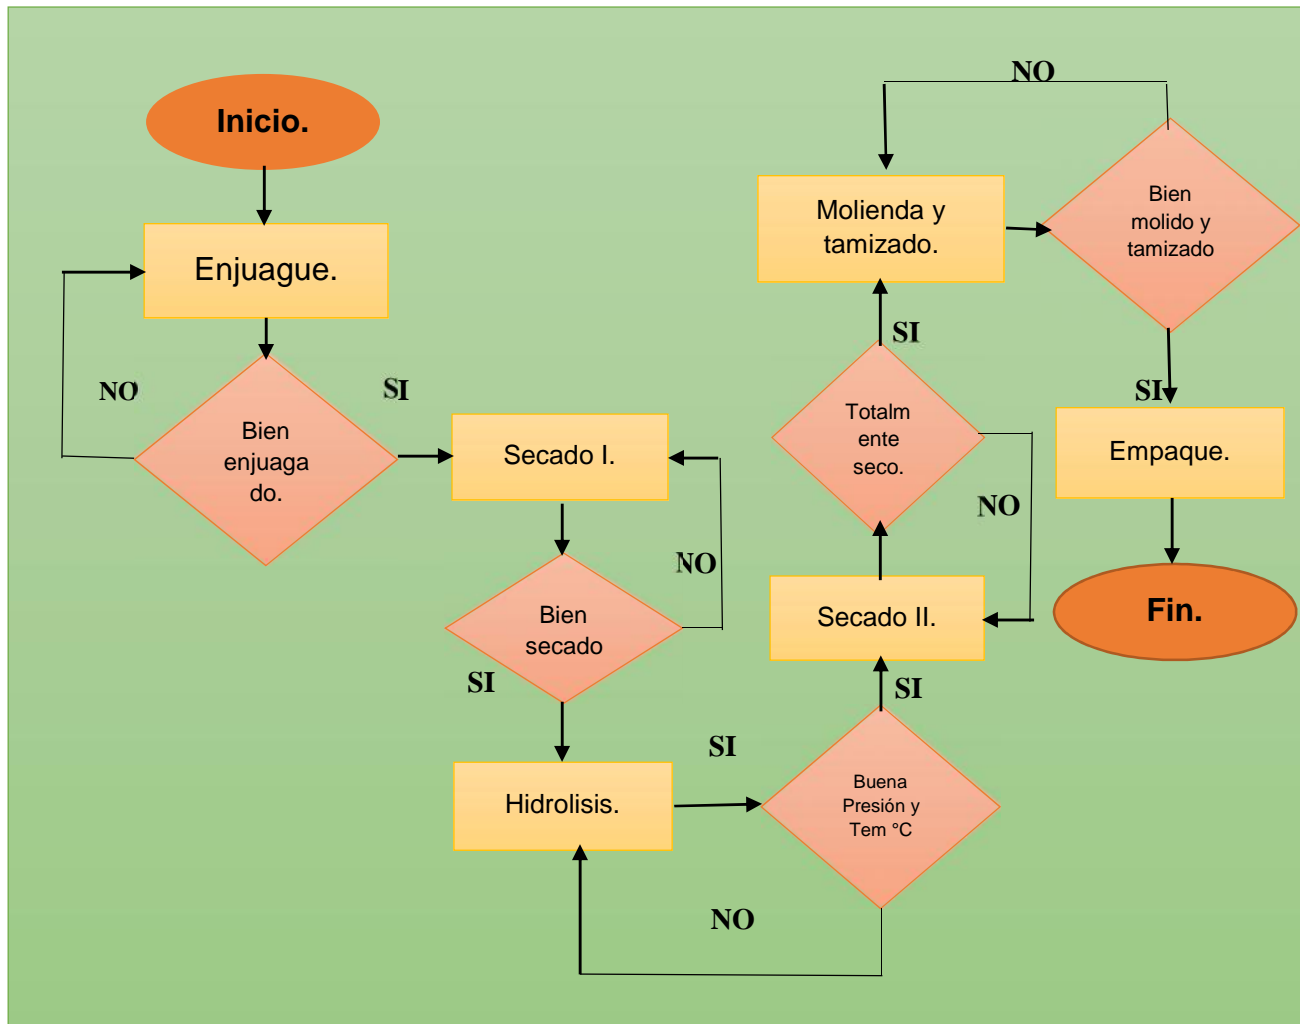 Inicio.
Enjuague.
NO
Bien
enjuaga
do.
SI
Secado I.
NO
Bien
secado
SI
Hidrolisis.
SI
Buena
Presión y
Tem ºC
NO
SI
Secado II.
Totalm
ente
seco.
NO
SI
Molienda y
tamizado.
NO
Bien
molido y
tamizado
SI
Empaque.
Fin.